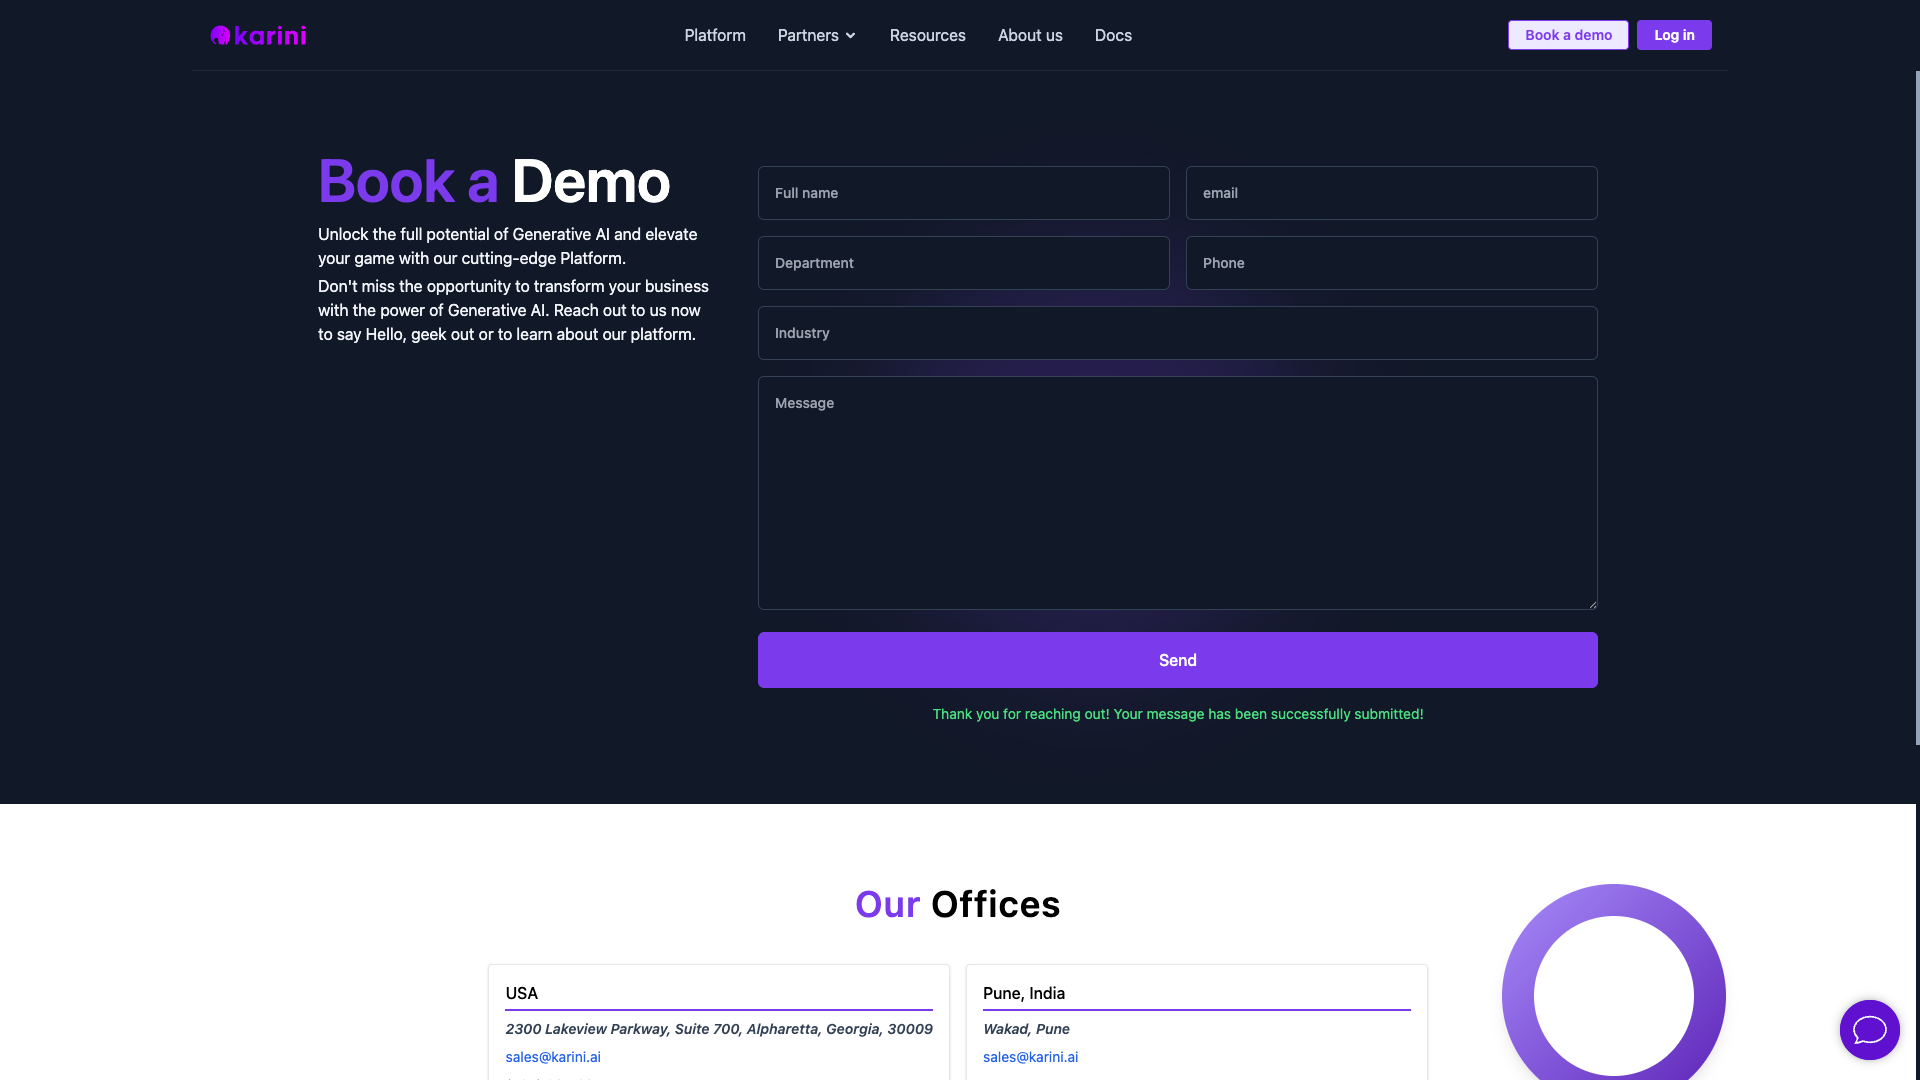 karini
Platform
Partners
Resources
About us
Docs
Book a demo
Log in
Book a Demo
Unlock the full potential of Generative AI and elevate
your game with our cutting-edge Platform.
Don't miss the opportunity to transform your business
with the power of Generative AI. Reach out to us now
to say Hello, geek out or to learn about our platform.
Full name
email
Department
Phone
Industry
Message
Send
Thank you for reaching out! Your message has been successfully submitted!
Our Offices
USA
2300 Lakeview Parkway, Suite 700, Alpharetta, Georgia, 30009
sales@karini.ai
Pune, India
Wakad, Pune
sales@karini.ai